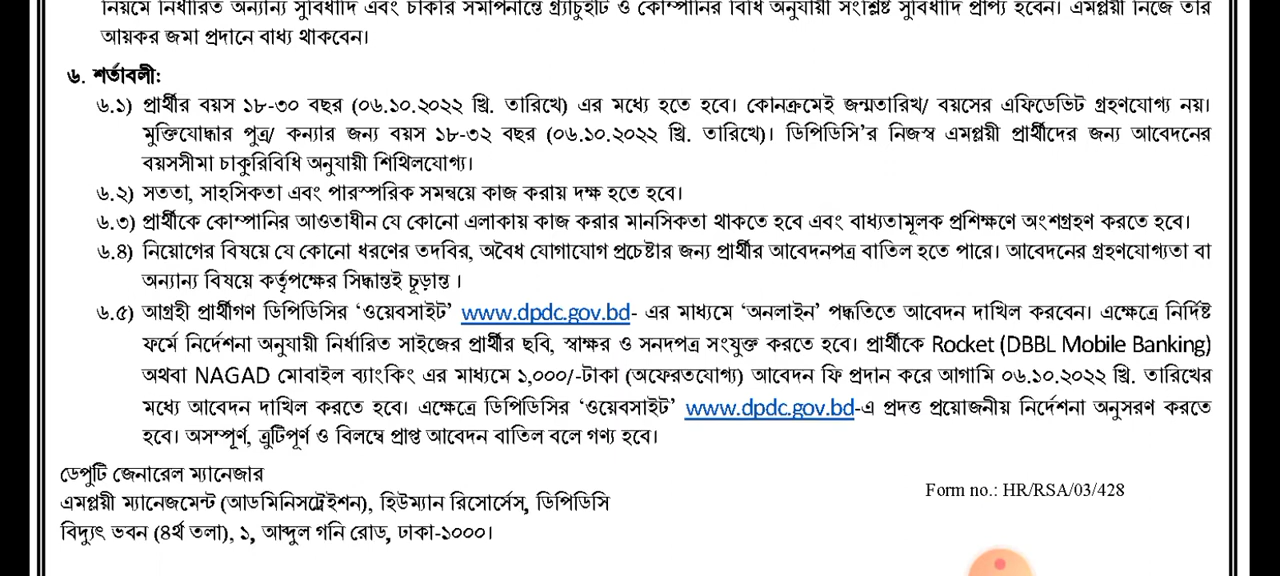 নিয়মে নির্ধারিত অন্যান্য সুবিধাদি এবং চাকরি সমাপনান্তে গ্র্যাচুইটি ও কোম্পানির বিধি অনুযায়ী সংশ্লিষ্ট সুবিধাদি প্রাপ্য হবেন। এমপ্লয়ী নিজে তার
আয়কর জমা প্রদানে বাধ্য থাকবেন।
৬. শর্তাবলী:
৬.১) প্রার্থীর বয়স ১৮-৩০ বছর (০৬.১০.২০২২ খ্রি. তারিখে) এর মধ্যে হতে হবে। কোনক্রমেই জন্মতারিখ/ বয়সের এফিডেভিট গ্রহণযোগ্য নয়।
মুক্তিযোদ্ধার পুত্র/ কন্যার জন্য বয়স ১৮-৩২ বছর (০৬.১০.২০২২ খ্রি. তারিখে)। ডিপিডিসি'র নিজস্ব এমপ্লয়ী প্রার্থীদের জন্য আবেদনের
বয়সসীমা চাকুরিবিধি অনুযায়ী শিথিলযোগ্য।
৬.২) সততা, সাহসিকতা এবং পারস্পরিক সমন্বয়ে কাজ করায় দক্ষ হতে হবে।
৬.৩) প্রার্থীকে কোম্পানির আওতাধীন যে কোনো এলাকায় কাজ করার মানসিকতা থাকতে হবে এবং বাধ্যতামূলক প্রশিক্ষণে অংশগ্রহণ করতে হবে।
৬.৪) নিয়োগের বিষয়ে যে কোনো ধরণের তদবির, অবৈধ যোগাযোগ প্রচেষ্টার জন্য প্রার্থীর আবেদনপত্র বাতিল হতে পারে। আবেদনের গ্রহণযোগ্যতা বা
অন্যান্য বিষয়ে কর্তৃপক্ষের সিদ্ধান্তই চূড়ান্ত ।
৬.৫) আগ্রহী প্রার্থীগণ ডিপিডিসির ‘ওয়েবসাইট’ www.dpdc.gov.bd- এর মাধ্যমে ‘অনলাইন’ পদ্ধতিতে আবেদন দাখিল করবেন। এক্ষেত্রে নির্দিষ্ট
ফর্মে নির্দেশনা অনুযায়ী নির্ধারিত সাইজের প্রার্থীর ছবি, স্বাক্ষর ও সনদপত্র সংযুক্ত করতে হবে। প্রার্থীকে Rocket (DBBL Mobile Banking)
অথবা NAGAD মোবাইল ব্যাংকিং এর মাধ্যমে ১,০০০/-টাকা (অফেরতযোগ্য) আবেদন ফি প্রদান করে আগামি ০৬.১০.২০২২ খ্রি. তারিখের
মধ্যে আবেদন দাখিল করতে হবে। এক্ষেত্রে ডিপিডিসির ‘ওয়েবসাইট’ www.dpdc.gov.bd-এ প্রদত্ত প্রয়োজনীয় নির্দেশনা অনুসরণ করতে
হবে। অসম্পূর্ণ, ত্রুটিপূর্ণ ও বিলম্বে প্রাপ্ত আবেদন বাতিল বলে গণ্য হবে।
ডেপুটি জেনারেল ম্যানেজার
এমপ্লয়ী ম্যানেজমেন্ট (আডমিনিসট্রেইশন), হিউম্যান রিসোর্সেস, ডিপিডিসি
Form no.: HR/RSA/03/428
বিদ্যুৎ ভবন (৪র্থ তলা), ১, আব্দুল গনি রোড, ঢাকা-১০০০।